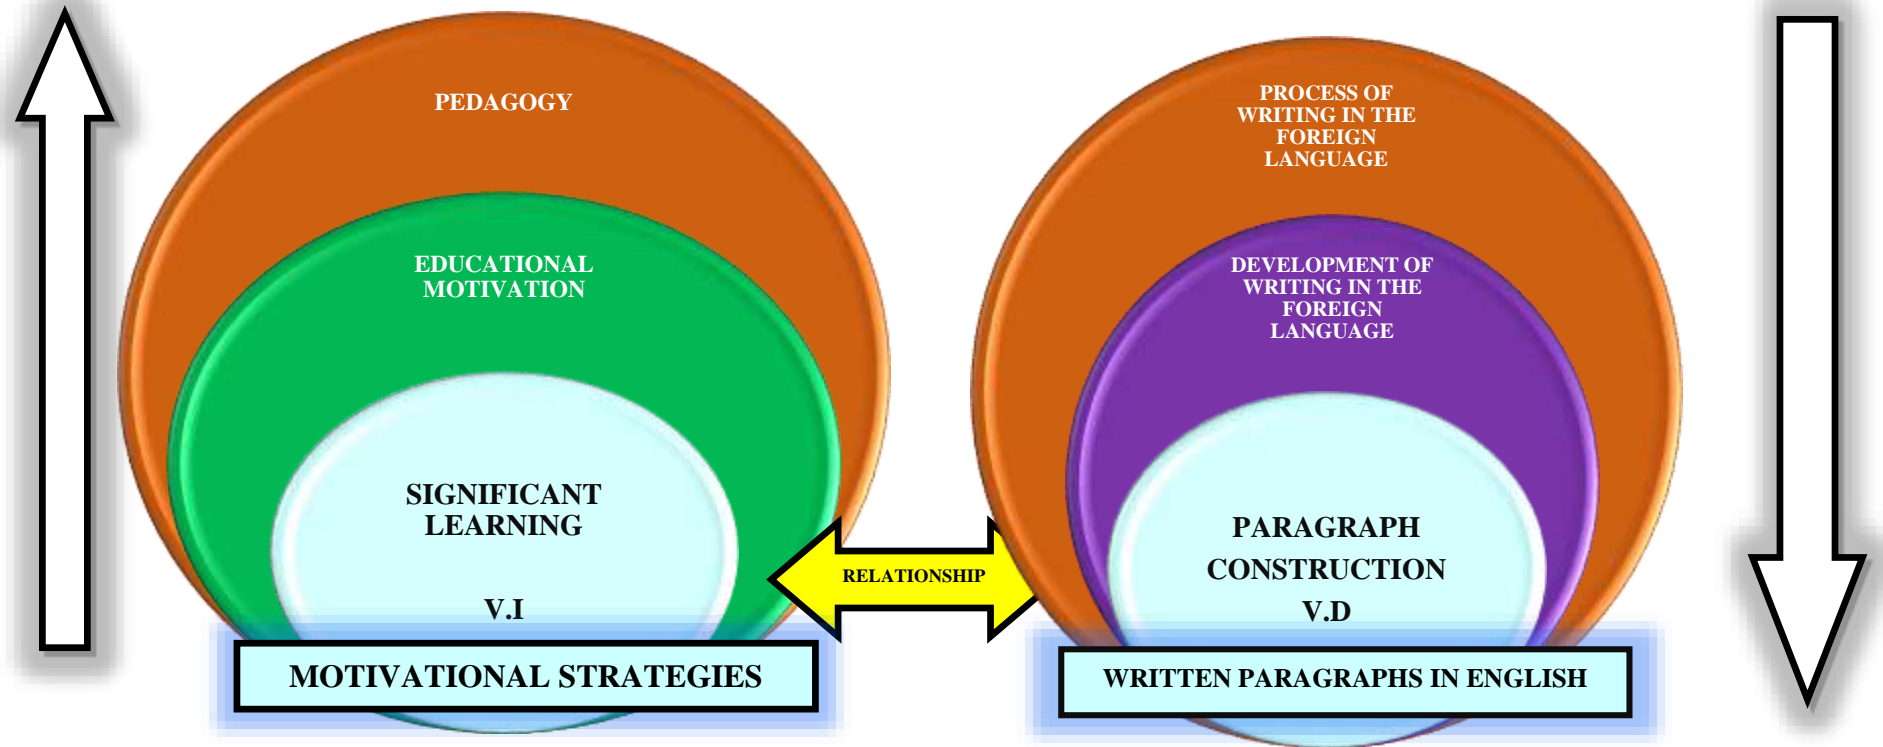 PEDAGOGY
EDUCATIONAL
MOTIVATION
SIGNIFICANT
LEARNING
V.I
MOTIVATIONAL STRATEGIES
RELATIONSHIP
PROCESS OF
WRITING IN THE
FOREIGN
LANGUAGE
DEVELOPMENT OF
WRITING IN THE
FOREIGN
LANGUAGE
PARAGRAPH
CONSTRUCTION
V.D
WRITTEN PARAGRAPHS IN ENGLISH